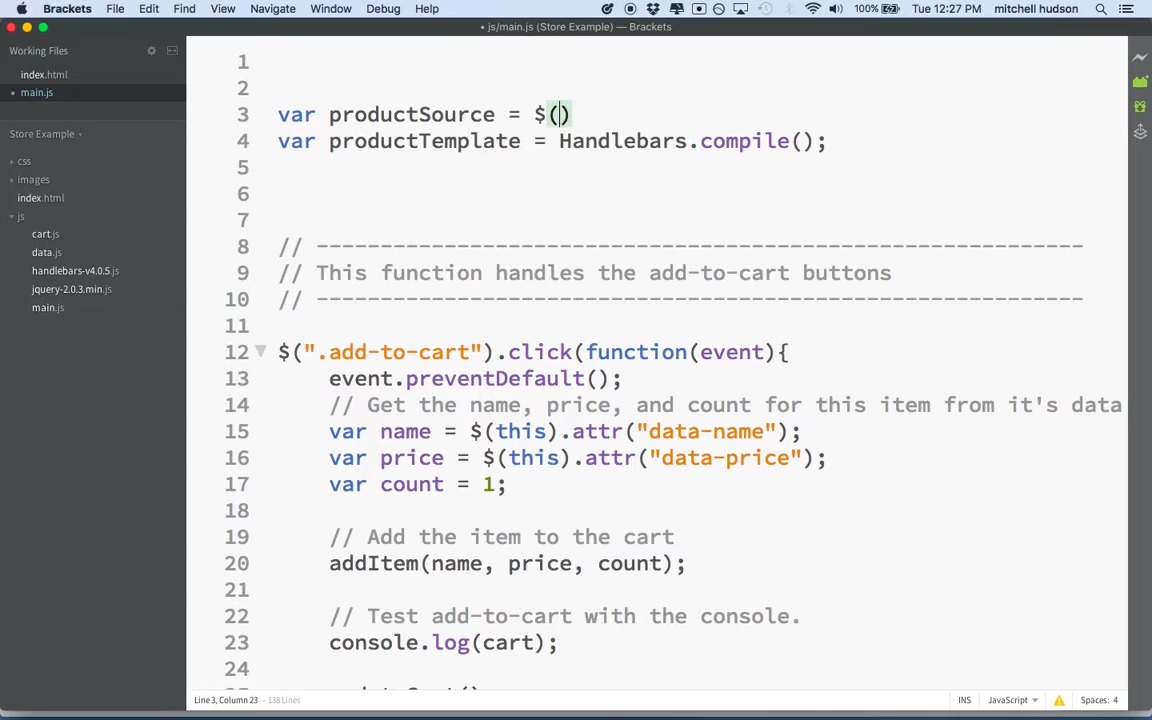 Brackets File Edit Find View Navigate Window Debug Help 100% Tue 12:27 PM mitchell hudson
• js/main.js (Store Example) — Brackets
Working Files
index.html
• main.js
Store Example
css
images
index.html
js
cart.js
data.js
handlebars-v4.0.5.js
jquery-2.0.3.min.js
main.js
1
2
3 var productSource = $()
4 var productTemplate = Handlebars.compile();
5
6
7
8 // ------------------------------------------------------------
9 // This function handles the add-to-cart buttons
10 // ------------------------------------------------------------
11
12 $(".add-to-cart").click(function(event){
13 event.preventDefault();
14 // Get the name, price, and count for this item from it's data
15 var name = $(this).attr("data-name");
16 var price = $(this).attr("data-price");
17 var count = 1;
18
19 // Add the item to the cart
20 addItem(name, price, count);
21
22 // Test add-to-cart with the console.
23 console.log(cart);
24
Line 3, Column 23 — 138 Lines INS JavaScript Spaces: 4